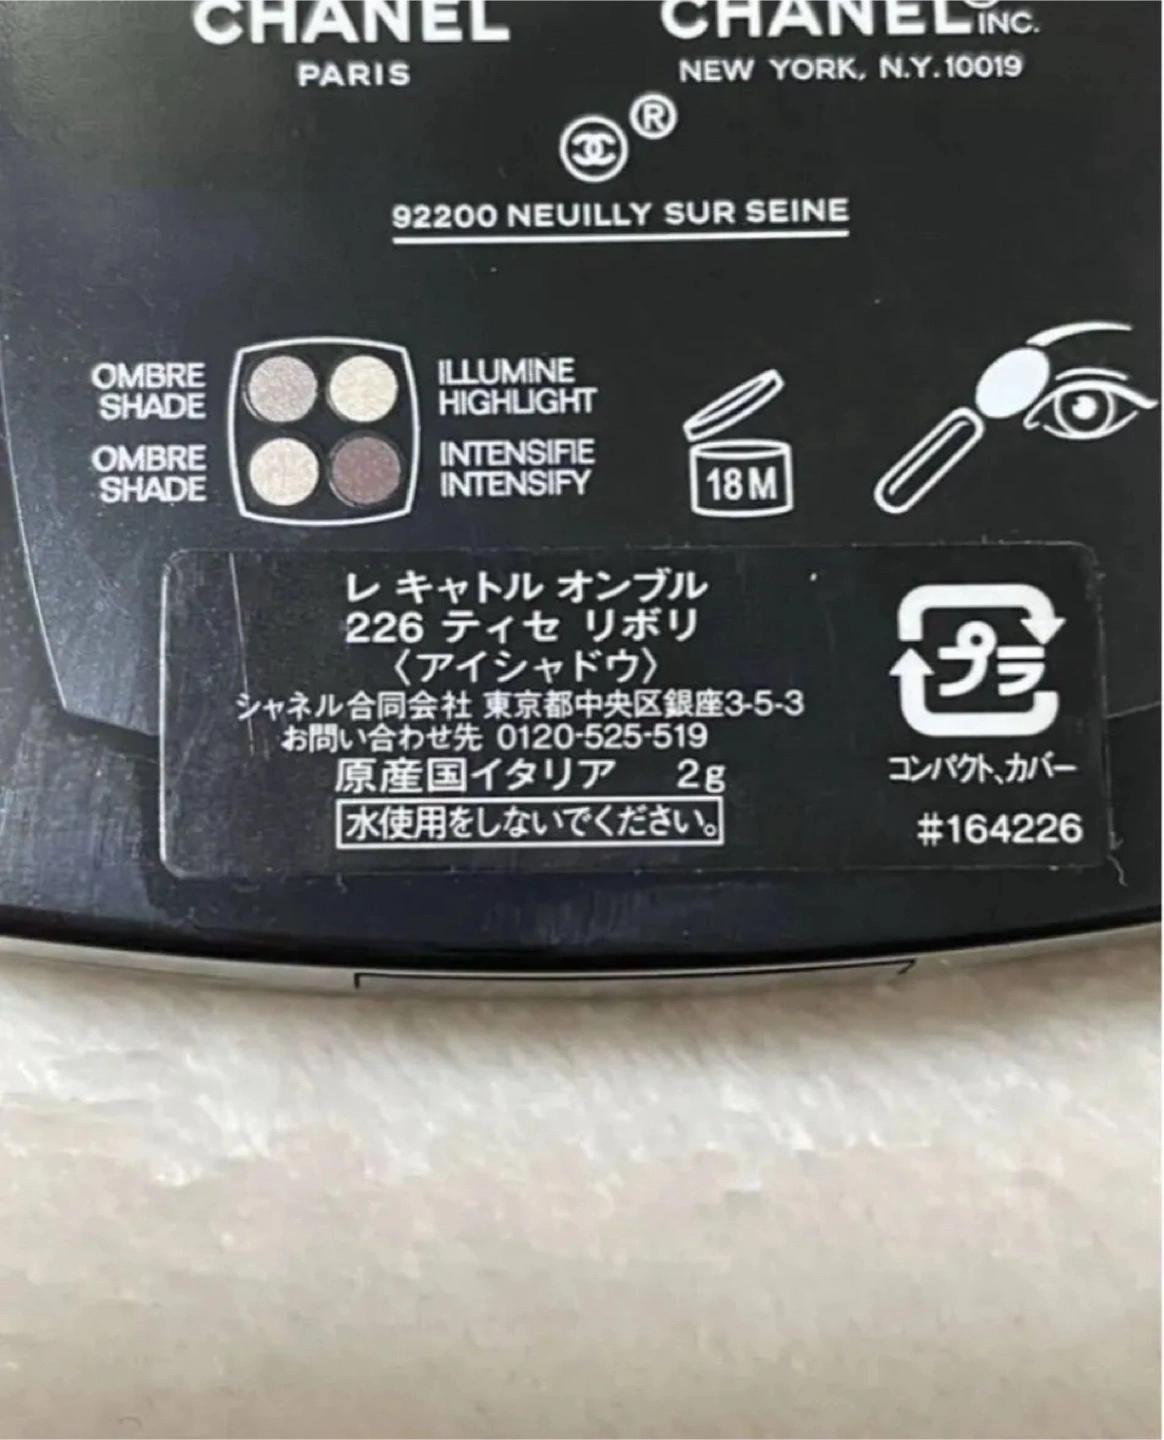 CHANEL
PARIS
CHANEL INC.
NEW YORK, N.Y.10019
®
92200 NEUILLY SUR SEINE
OMBRE
SHADE
ILLUMINE
HIGHLIGHT
OMBRE
SHADE
INTENSIFIE
INTENSIFY
18M
レ キャトル オンブル
226 ティセ リボリ
〈アイシャドウ〉
シャネル合同会社 東京都中央区銀座3-5-3
お問い合わせ先 0120-525-519
原産国イタリア 2g
水使用をしないでください。
プラ
コンパクト、カバー
#164226